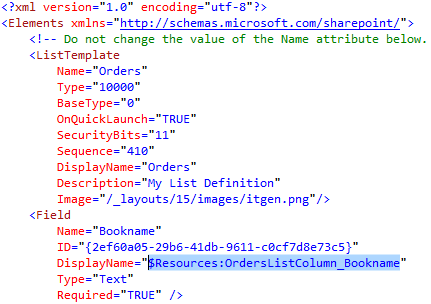 <?xml version="1.0" encoding="utf-8"?>
<Elements xmlns="http://schemas.microsoft.com/sharepoint/">
<!-- Do not change the value of the Name attribute below.
<ListTemplate
Name="Orders"
Type="10000"
BaseType="0"
OnQuickLaunch="TRUE"
SecurityBits="11"
Sequence="410"
DisplayName="Orders"
Description="My List Definition"
Image="/_layouts/15/images/itgen.png"/>
<Field
Name="Bookname"
ID="{2ef60a05-29b6-41db-9611-c0cf7d8e73c5}"
DisplayName="$Resources:OrdersListColumn_Bookname"
Type="Text"
Required="TRUE" />